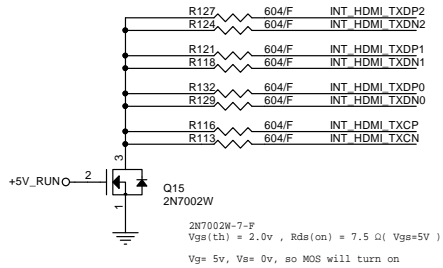 R127 604/F INT_HDMI_TXDP2
R124 604/F INT_HDMI_TXDN2
R121 604/F INT_HDMI_TXDP1
R118 604/F INT_HDMI_TXDN1
R132 604/F INT_HDMI_TXDP0
R129 604/F INT_HDMI_TXDN0
R116 604/F INT_HDMI_TXCP
R113 604/F INT_HDMI_TXCN
3
+5V_RUN 2
Q15
2N7002W
1
2N7002W-7-F
Vgs(th) = 2.0v , Rds(on) = 7.5 Ω( Vgs=5V )
Vg= 5v, Vs= 0v, so MOS will turn on